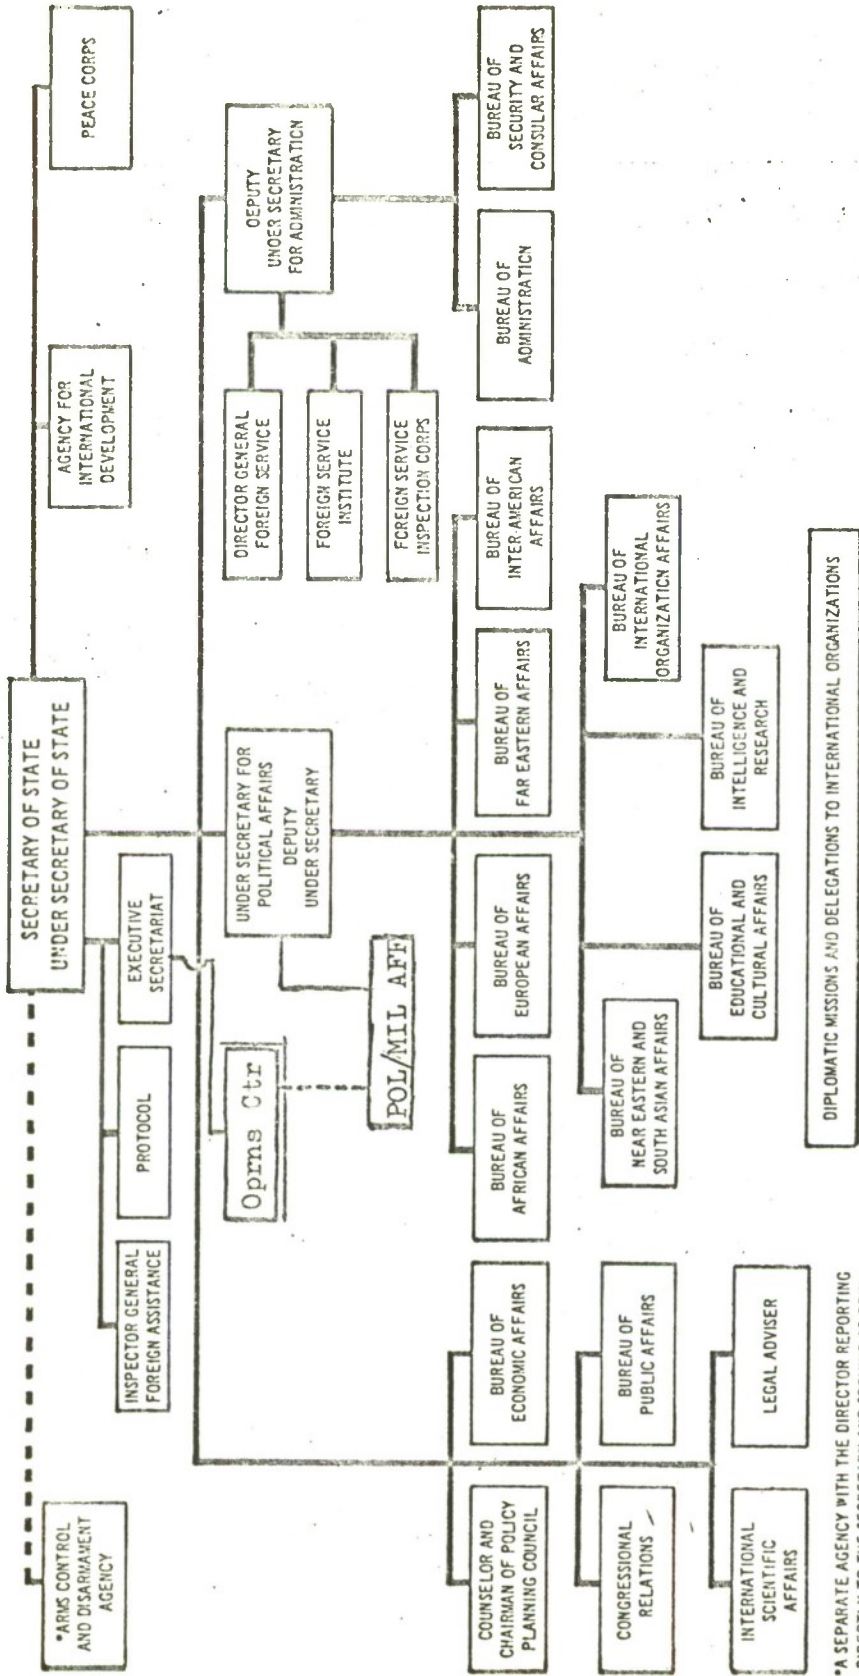 SECRETARY OF STATE
UNDER SECRETARY OF STATE
*ARMS CONTROL
AND DISARMAMENT
AGENCY
AGENCY FOR
INTERNATIONAL
DEVELOPMENT
PEACE CORPS
INSPECTOR GENERAL
FOREIGN ASSISTANCE
PROTOCOL
EXECUTIVE
SECRETARIAT
Oprns Ctr
UNDER SECRETARY FOR
POLITICAL AFFAIRS
DEPUTY
UNDER SECRETARY
POL/MIL AFF
DEPUTY
UNDER SECRETARY
FOR ADMINISTRATION
DIRECTOR GENERAL
FOREIGN SERVICE
FOREIGN SERVICE
INSTITUTE
FOREIGN SERVICE
INSPECTION CORPS
COUNSELOR AND
CHAIRMAN OF POLICY
PLANNING COUNCIL
BUREAU OF
ECONOMIC AFFAIRS
BUREAU OF
AFRICAN AFFAIRS
BUREAU OF
EUROPEAN AFFAIRS
BUREAU OF
FAR EASTERN AFFAIRS
BUREAU OF
INTER-AMERICAN
AFFAIRS
BUREAU OF
ADMINISTRATION
BUREAU OF
SECURITY AND
CONSULAR AFFAIRS
CONGRESSIONAL
RELATIONS
BUREAU OF
PUBLIC AFFAIRS
BUREAU OF
NEAR EASTERN AND
SOUTH ASIAN AFFAIRS
BUREAU OF
INTERNATIONAL
ORGANIZATION AFFAIRS
BUREAU OF
EDUCATIONAL AND
CULTURAL AFFAIRS
BUREAU OF
INTELLIGENCE AND
RESEARCH
INTERNATIONAL
SCIENTIFIC
AFFAIRS
LEGAL ADVISER
DIPLOMATIC MISSIONS AND DELEGATIONS TO INTERNATIONAL ORGANIZATIONS
*A SEPARATE AGENCY WITH THE DIRECTOR REPORTING